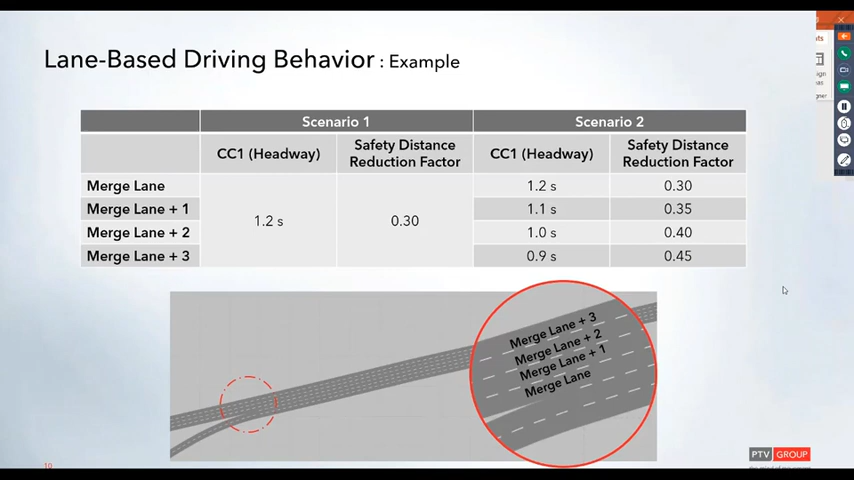 Lane-Based Driving Behavior : Example
Scenario 1 Scenario 2
CC1 (Headway) Safety Distance Reduction Factor CC1 (Headway) Safety Distance Reduction Factor
Merge Lane 1.2 s 0.30
Merge Lane + 1 1.1 s 0.35
1.2 s 0.30
Merge Lane + 2 1.0 s 0.40
Merge Lane + 3 0.9 s 0.45
Merge Lane + 3
Merge Lane + 2
Merge Lane + 1
Merge Lane
10
PTV GROUP